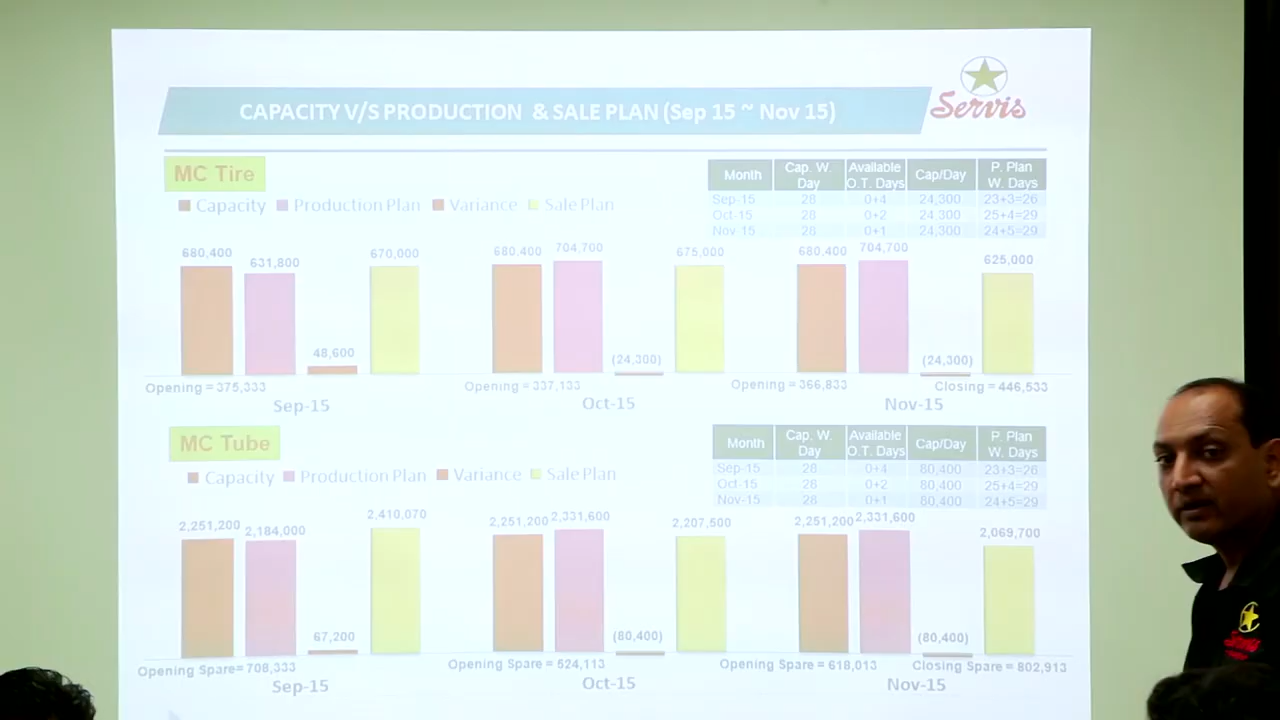 CAPACITY V/S PRODUCTION & SALE PLAN (Sep 15 ~ Nov 15)
Servis
MC Tire
Capacity Production Plan Variance Sale Plan
Month Cap. W. Day Available O.T. Days Cap/Day P. Plan W. Days
Sep-15 28 0+4 24,300 23+3=26
Oct-15 28 0+2 24,300 25+4=29
Nov-15 28 0+1 24,300 24+5=29
680,400 631,800 48,600 670,000 680,400 704,700 (24,300) 675,000 680,400 704,700 (24,300) 625,000
Opening = 375,333 Opening = 337,133 Opening = 366,833 Closing = 446,533
Sep-15 Oct-15 Nov-15
MC Tube
Capacity Production Plan Variance Sale Plan
Month Cap. W. Day Available O.T. Days Cap/Day P. Plan W. Days
Sep-15 28 0+4 80,400 23+3=26
Oct-15 28 0+2 80,400 25+4=29
Nov-15 28 0+1 80,400 24+5=29
2,251,200 2,184,000 67,200 2,410,070 2,251,200 2,331,600 (80,400) 2,207,500 2,251,200 2,331,600 (80,400) 2,069,700
Opening Spare= 708,333 Opening Spare = 524,113 Opening Spare = 618,013 Closing Spare = 802,913
Sep-15 Oct-15 Nov-15